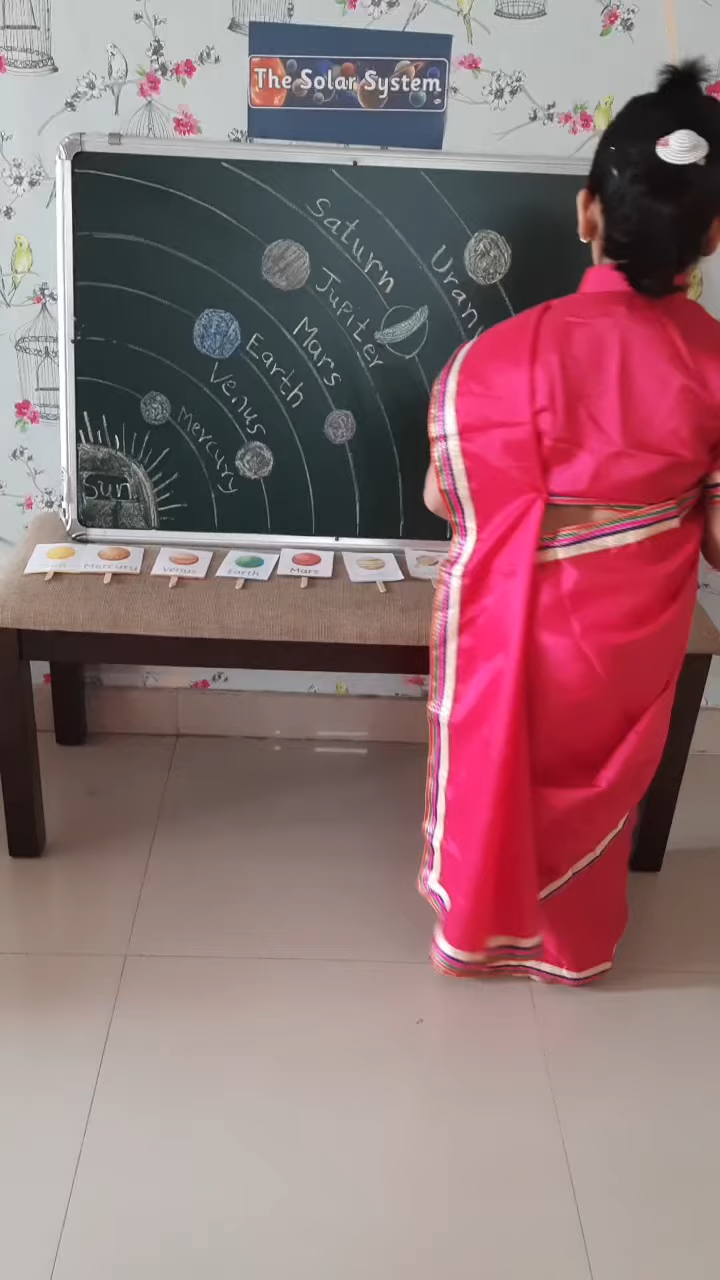 The Solar System
Saturn
Uran
Jupiter
Mars
Earth
Venus
Mercury
Sun
Mercury
Venus
Earth
Mars